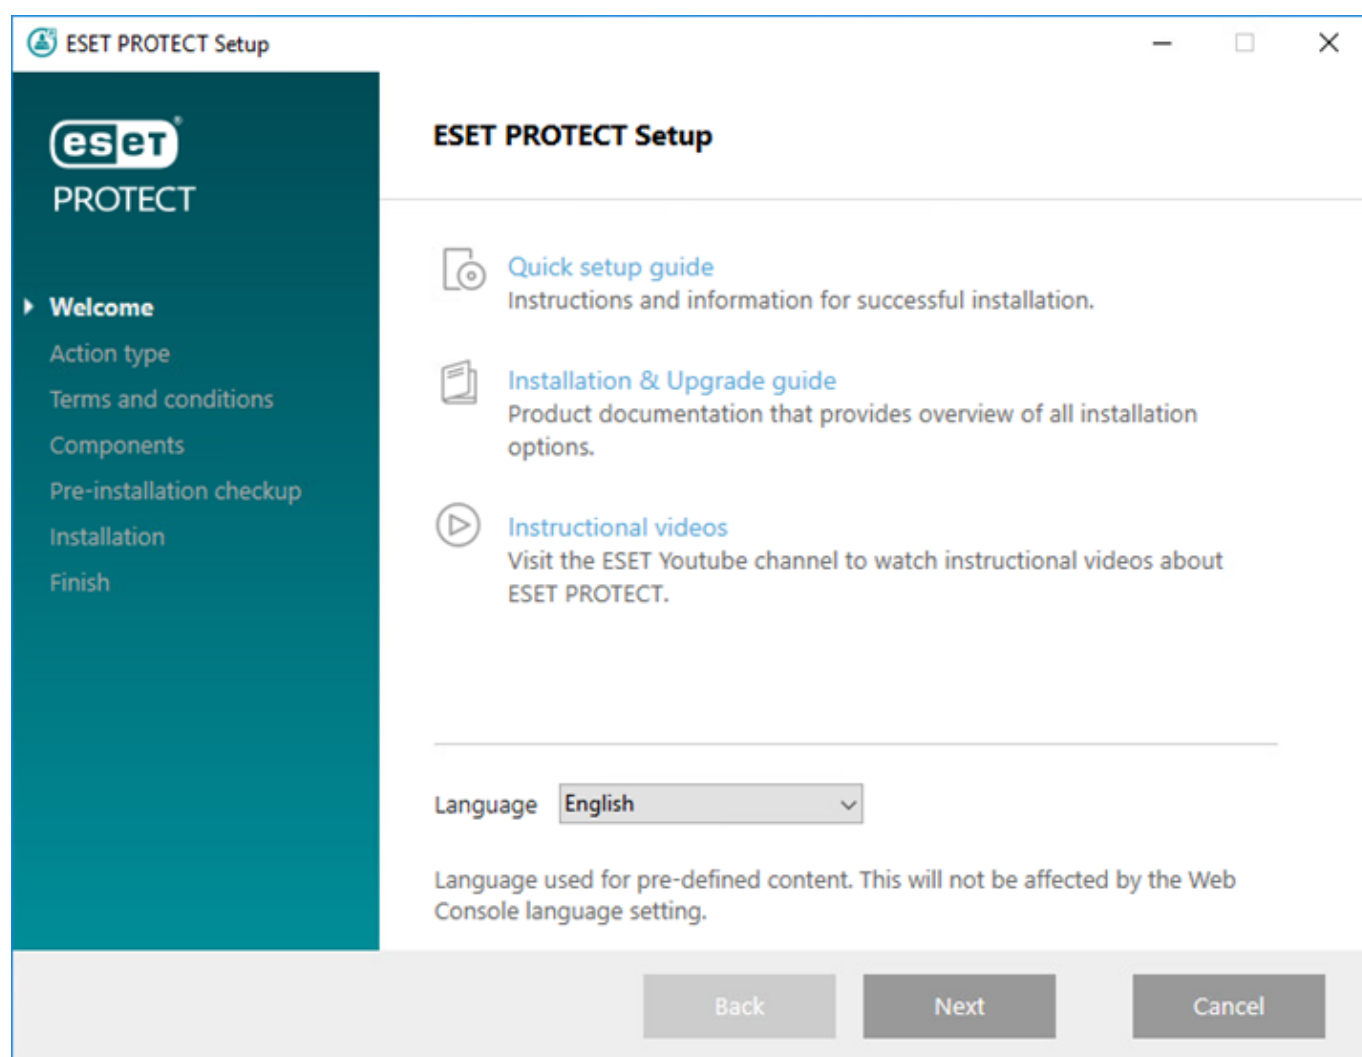 ESET PROTECT Setup
eset®
PROTECT
Welcome
Action type
Terms and conditions
Components
Pre-installation checkup
Installation
Finish
ESET PROTECT Setup
Quick setup guide
Instructions and information for successful installation.
Installation & Upgrade guide
Product documentation that provides overview of all installation
options.
Instructional videos
Visit the ESET Youtube channel to watch instructional videos about
ESET PROTECT.
Language English
Language used for pre-defined content. This will not be affected by the Web
Console language setting.
Back Next Cancel